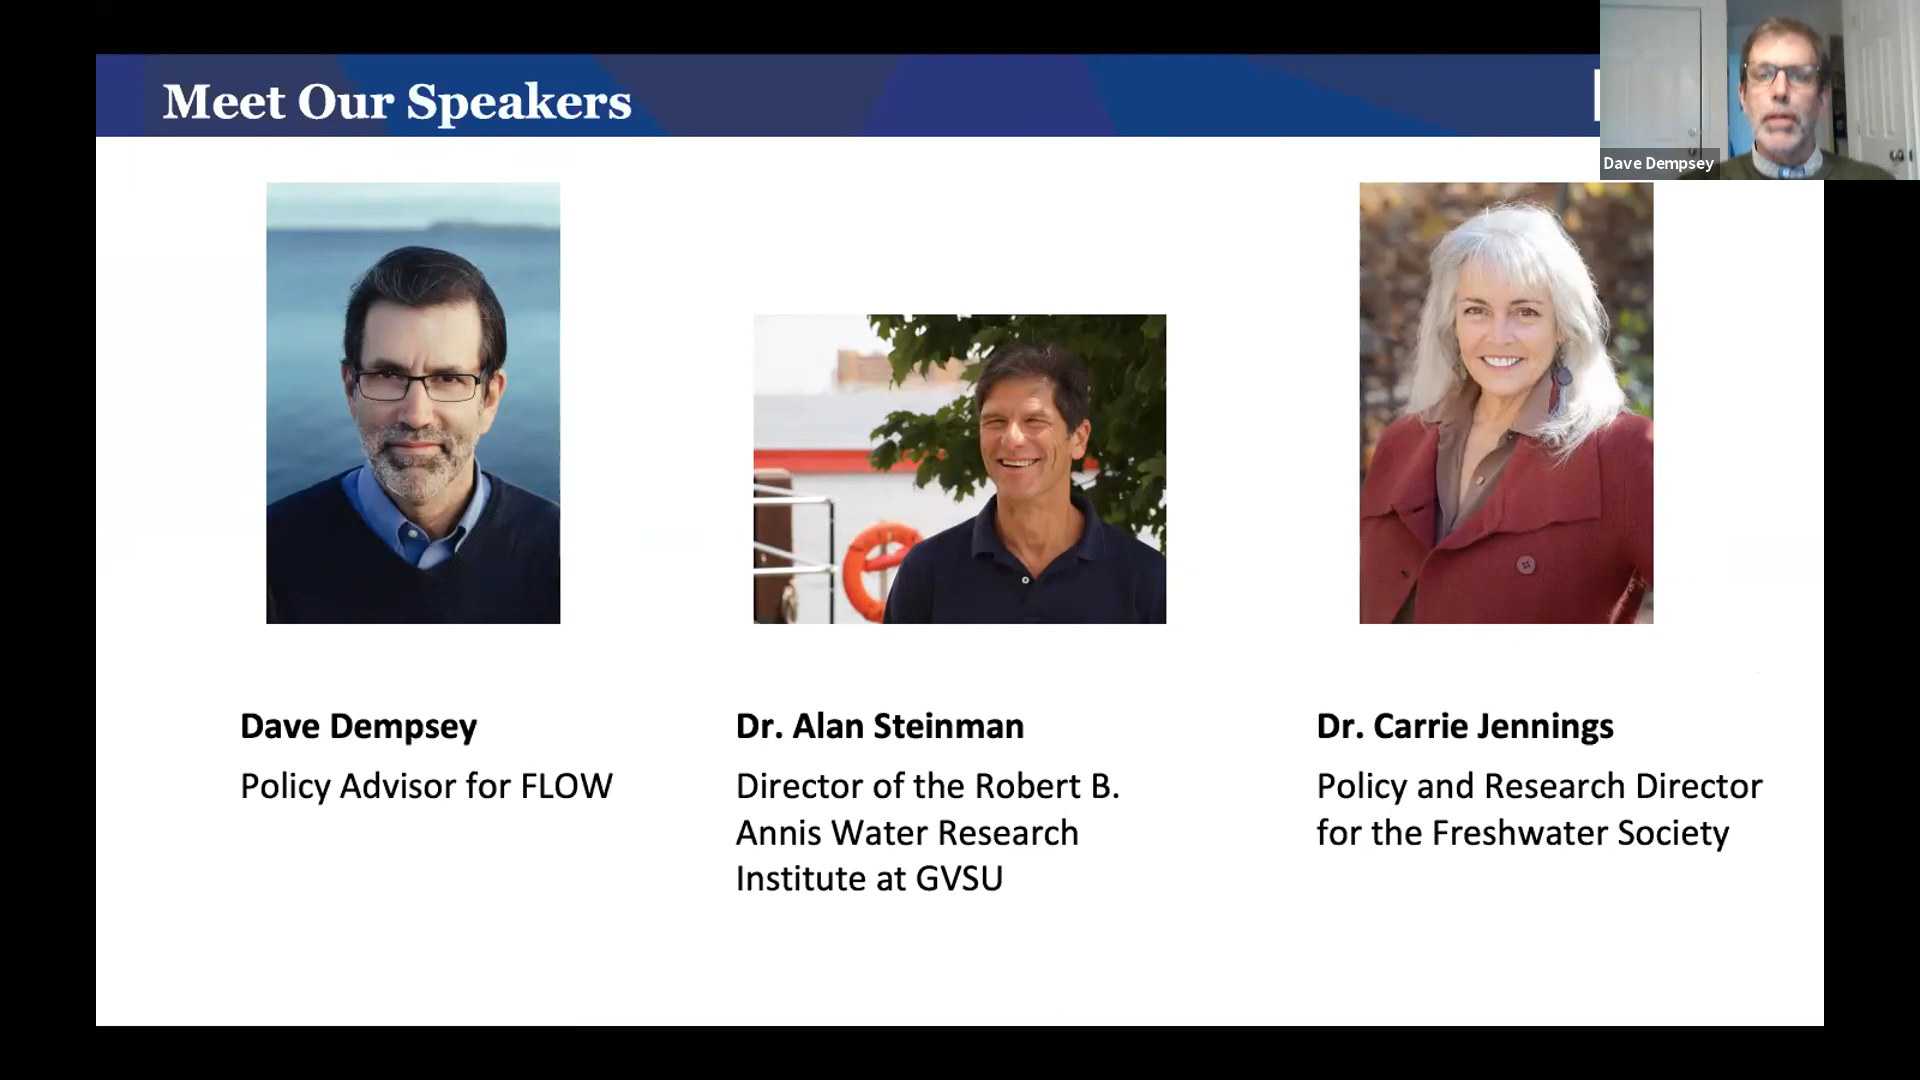 Meet Our Speakers
Dave Dempsey
Dave Dempsey
Policy Advisor for FLOW
Dr. Alan Steinman
Director of the Robert B.
Annis Water Research
Institute at GVSU
Dr. Carrie Jennings
Policy and Research Director
for the Freshwater Society